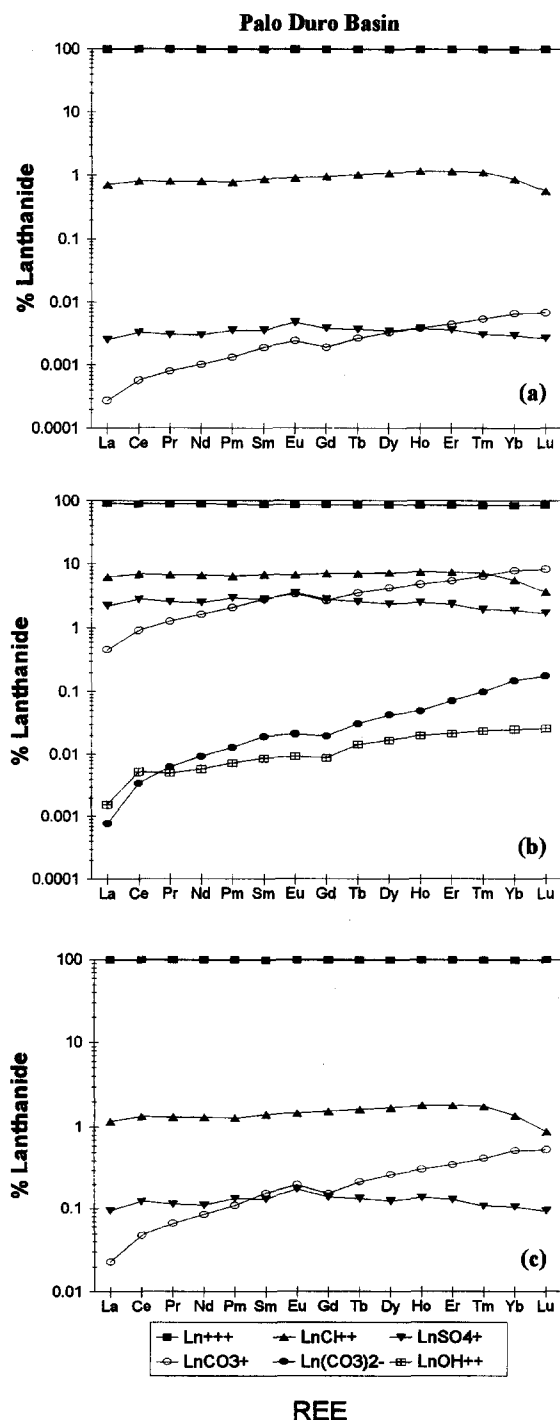 Palo Duro Basin
100
10
1
0.1
0.01
0.001
0.0001
% Lanthanide
La Ce Pr Nd Pm Sm Eu Gd Tb Dy Ho Er Tm Yb Lu
(a)
100
10
1
0.1
0.01
0.001
0.0001
% Lanthanide
La Ce Pr Nd Pm Sm Eu Gd Tb Dy Ho Er Tm Yb Lu
(b)
100
10
1
0.1
0.01
% Lanthanide
La Ce Pr Nd Pm Sm Eu Gd Tb Dy Ho Er Tm Yb Lu
(c)
Ln+++ LnCl++ LnSO4+
LnCO3+ Ln(CO3)2- LnOH++
REE